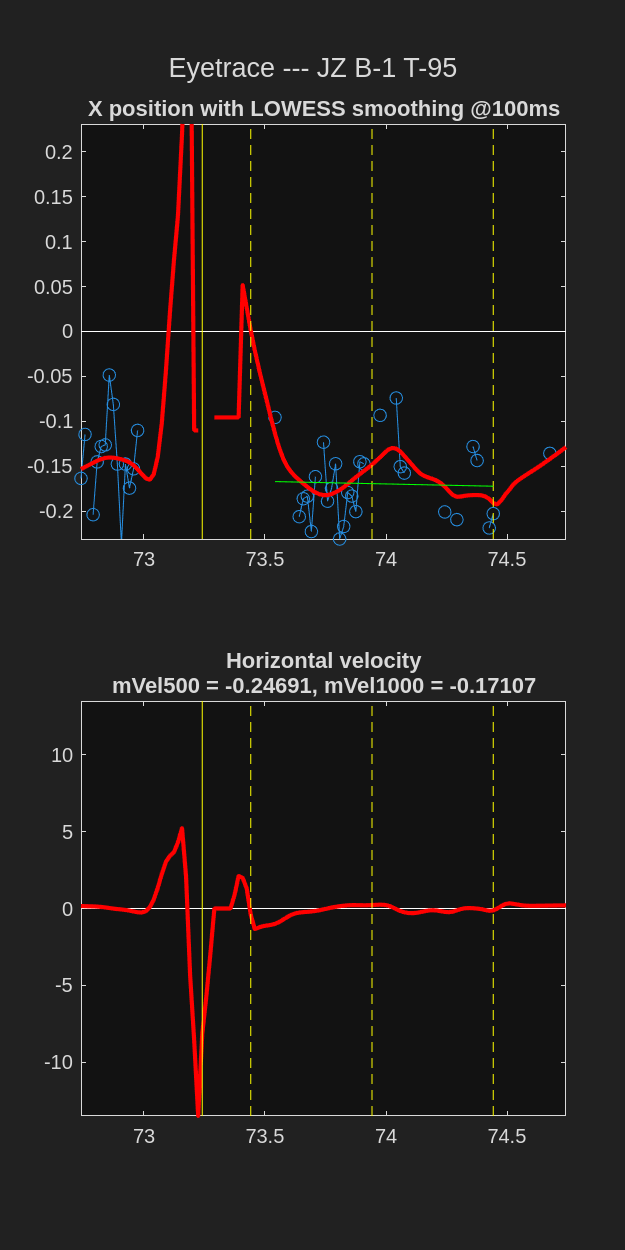 Eyetrace --- JZ B-1 T-95
X position with LOWESS smoothing @100ms
0.2
0.15
0.1
0.05
0
-0.05
-0.1
-0.15
-0.2
73 73.5 74 74.5
Horizontal velocity
mVel500 = -0.24691, mVel1000 = -0.17107
10
5
0
-5
-10
73 73.5 74 74.5